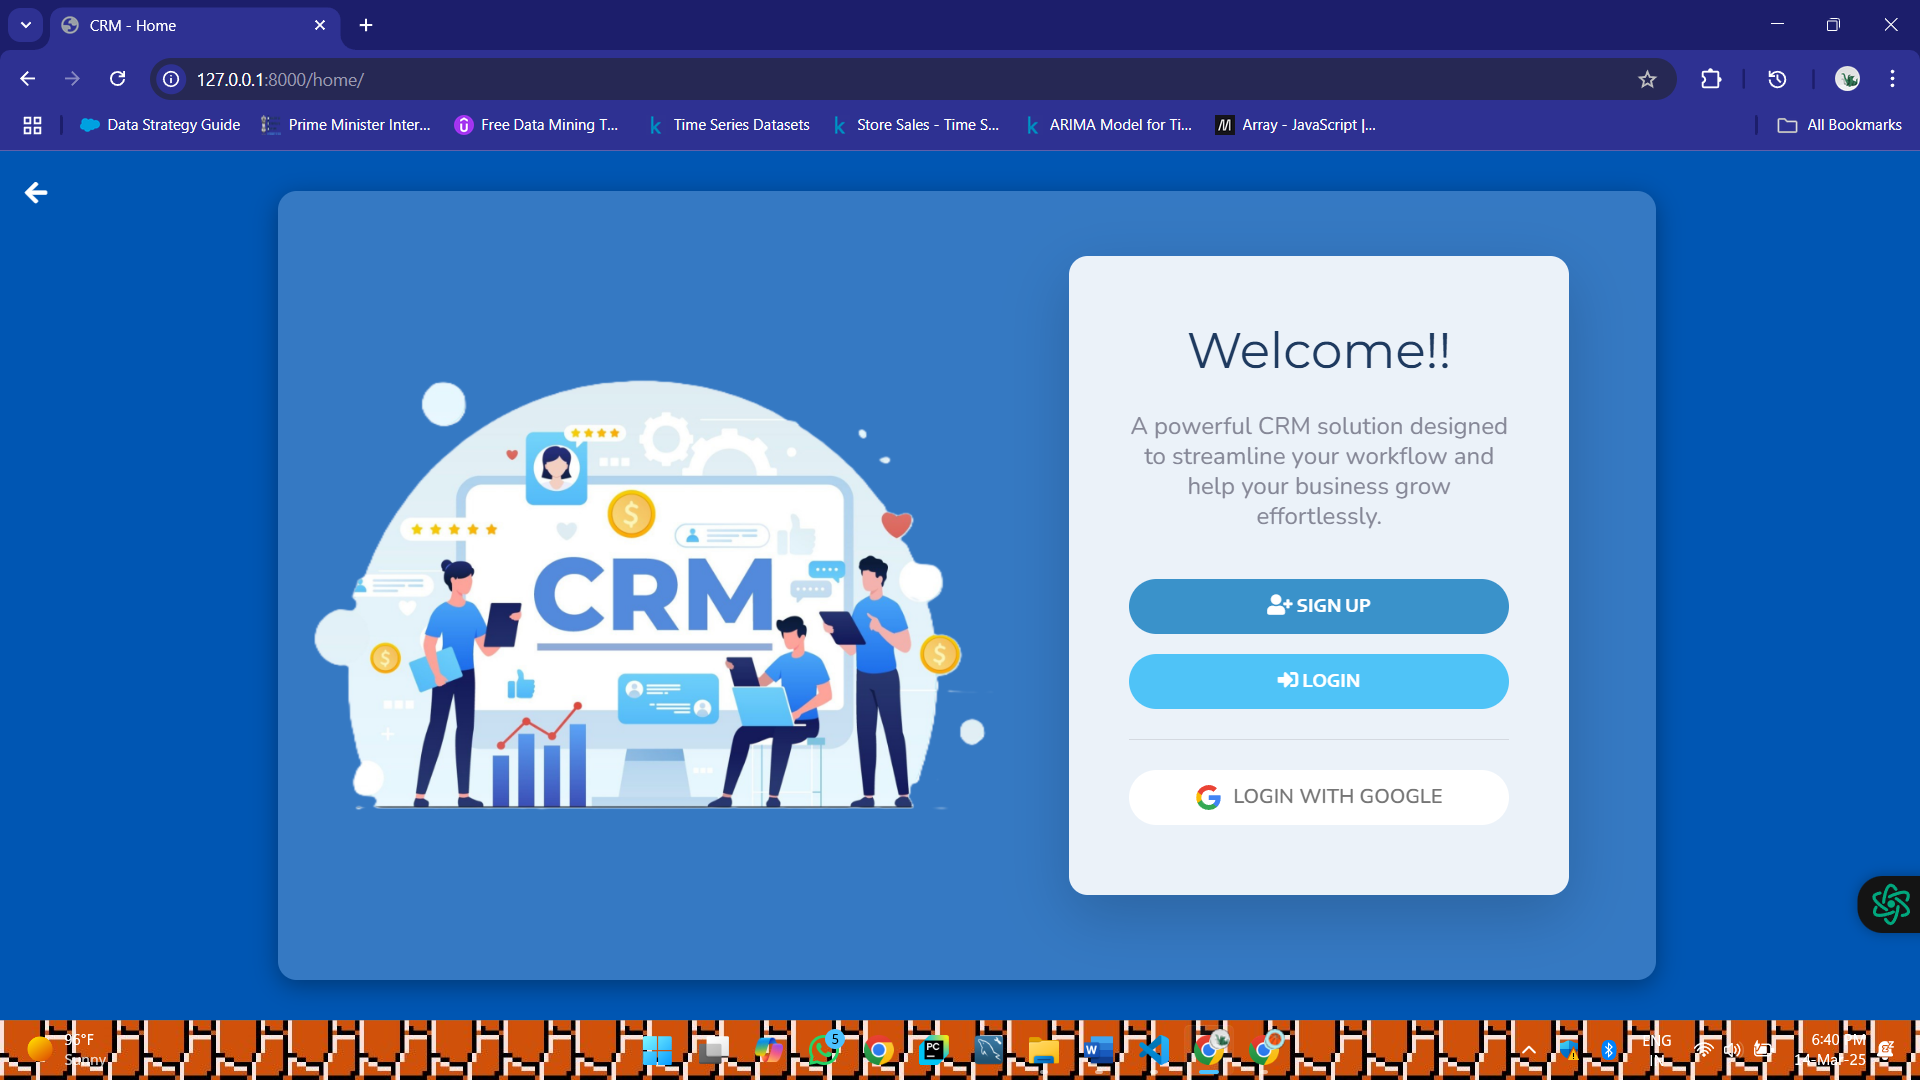 CRM - Home
127.0.0.1:8000/home/
Data Strategy Guide
Prime Minister Inter...
Free Data Mining T...
Time Series Datasets
Store Sales - Time S...
ARIMA Model for Ti...
Array - JavaScript |...
All Bookmarks
CRM
Welcome!!
A powerful CRM solution designed
to streamline your workflow and
help your business grow
effortlessly.
SIGN UP
LOGIN
LOGIN WITH GOOGLE
96°F
Sunny
5
PC
W
ENG
IN
6:40 PM
14-Mar-25